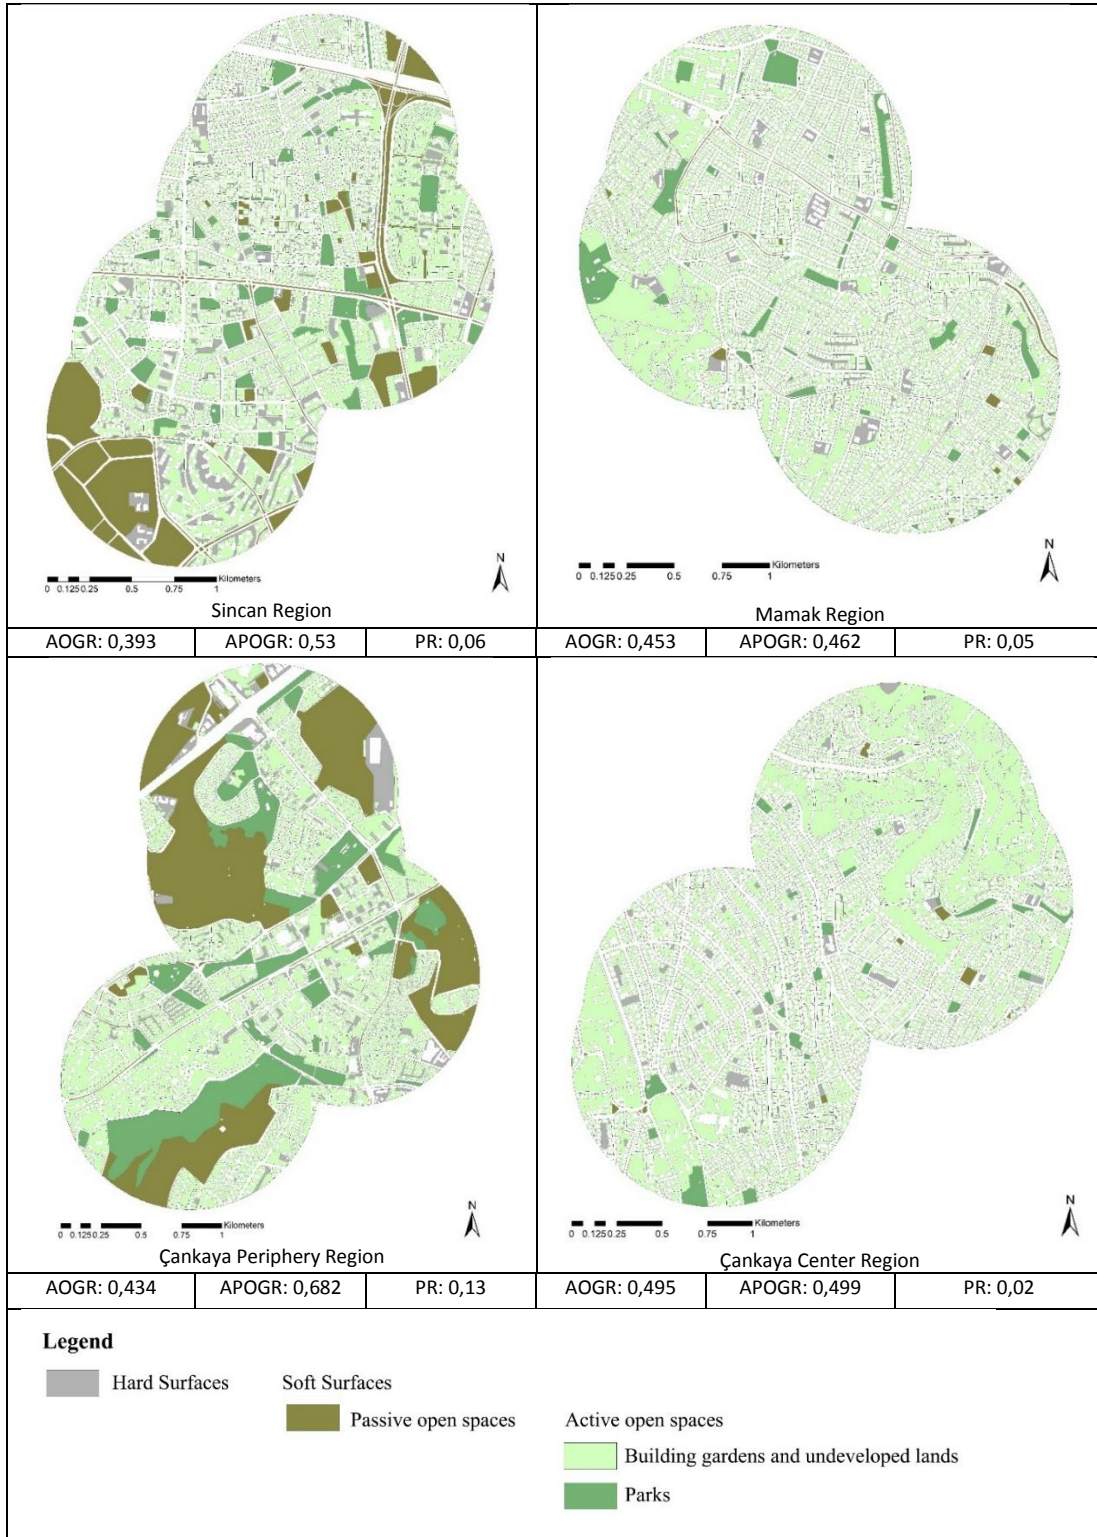 N
0 0.125 0.25 0.5 0.75 1 Kilometers
Sincan Region
N
0 0.125 0.25 0.5 0.75 1 Kilometers
Mamak Region
AOGR: 0,393 APOGR: 0,53 PR: 0,06 AOGR: 0,453 APOGR: 0,462 PR: 0,05
N
0 0.125 0.25 0.5 0.75 1 Kilometers
Çankaya Periphery Region
N
0 0.125 0.25 0.5 0.75 1 Kilometers
Çankaya Center Region
AOGR: 0,434 APOGR: 0,682 PR: 0,13 AOGR: 0,495 APOGR: 0,499 PR: 0,02
Legend
Hard Surfaces Soft Surfaces
Passive open spaces Active open spaces
Building gardens and undeveloped lands
Parks